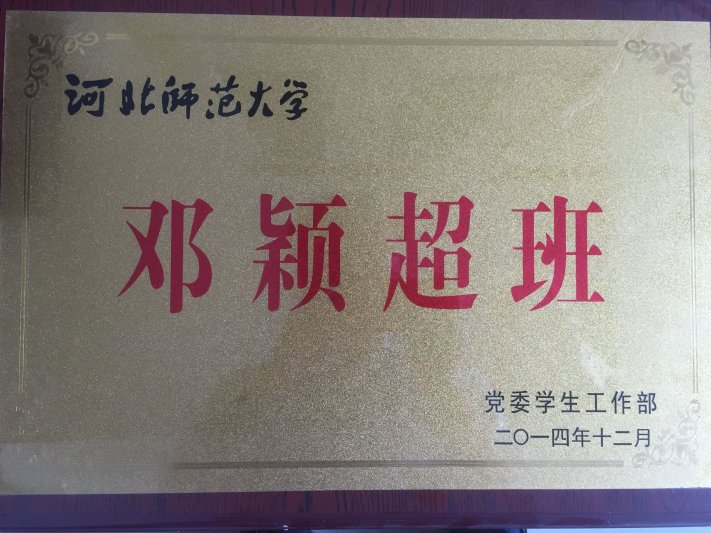 河北师范大学
邓颖超班
党委学生工作部
二〇一四年十二月